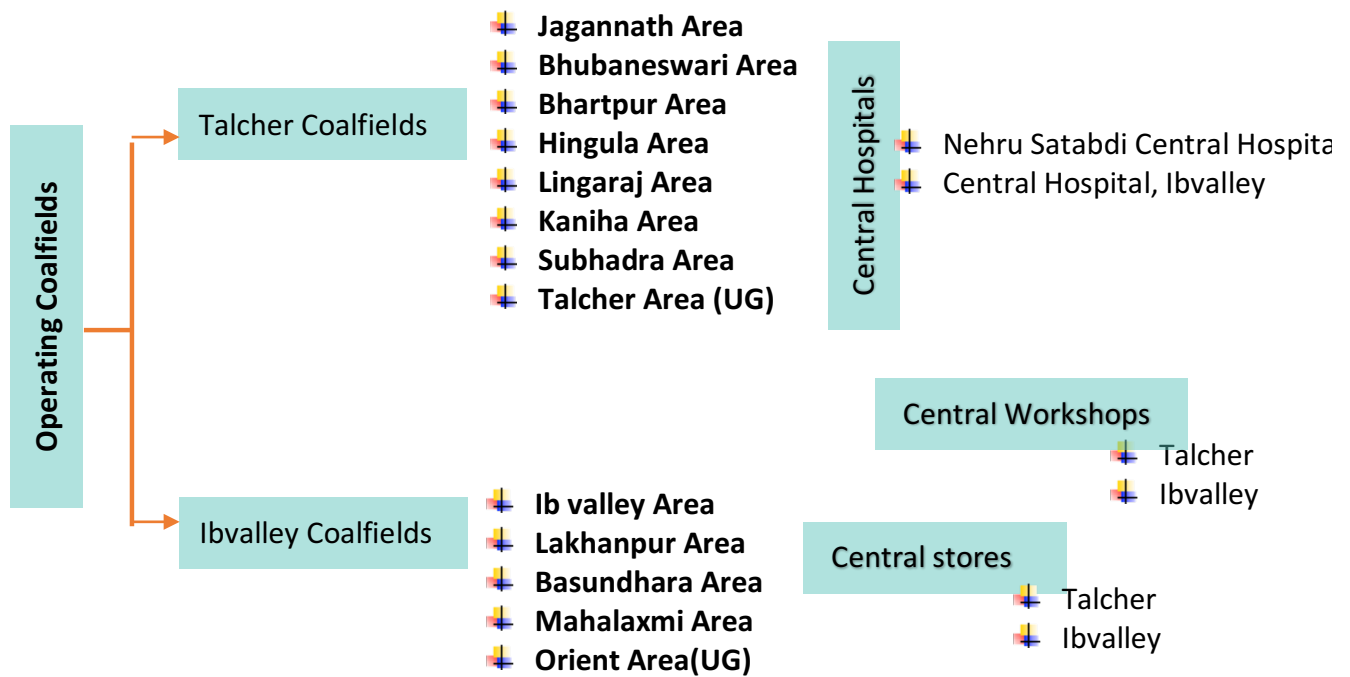 Operating Coalfields
Talcher Coalfields
Jagannath Area
Bhubaneswari Area
Bhartpur Area
Hingula Area
Lingaraj Area
Kaniha Area
Subhadra Area
Talcher Area (UG)
Ibvalley Coalfields
Ib valley Area
Lakhanpur Area
Basundhara Area
Mahalaxmi Area
Orient Area(UG)
Central Hospitals
Nehru Satabdi Central Hospita
Central Hospital, Ibvalley
Central Workshops
Talcher
Ibvalley
Central stores
Talcher
Ibvalley